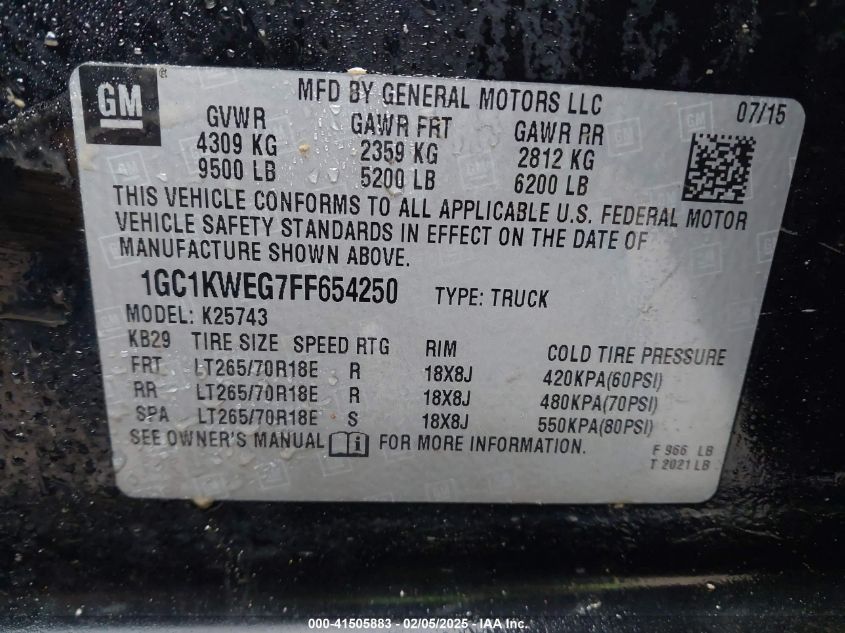 GM
MFD BY GENERAL MOTORS LLC 07/15
GVWR GAWR FRT GAWR RR
4309 KG 2359 KG 2812 KG
9500 LB 5200 LB 6200 LB
THIS VEHICLE CONFORMS TO ALL APPLICABLE U.S. FEDERAL MOTOR
VEHICLE SAFETY STANDARDS IN EFFECT ON THE DATE OF
MANUFACTURE SHOWN ABOVE.
1GC1KWEG7FF654250 TYPE: TRUCK
MODEL: K25743
KB29 TIRE SIZE SPEED RTG RIM COLD TIRE PRESSURE
FRT LT265/70R18E R 18X8J 420KPA(60PSI)
RR LT265/70R18E R 18X8J 480KPA(70PSI)
SPA LT265/70R18E S 18X8J 550KPA(80PSI)
SEE OWNER'S MANUAL i FOR MORE INFORMATION.
F 966 LB
T 2021 LB
000-41505883 - 02/05/2025 - US - IAA